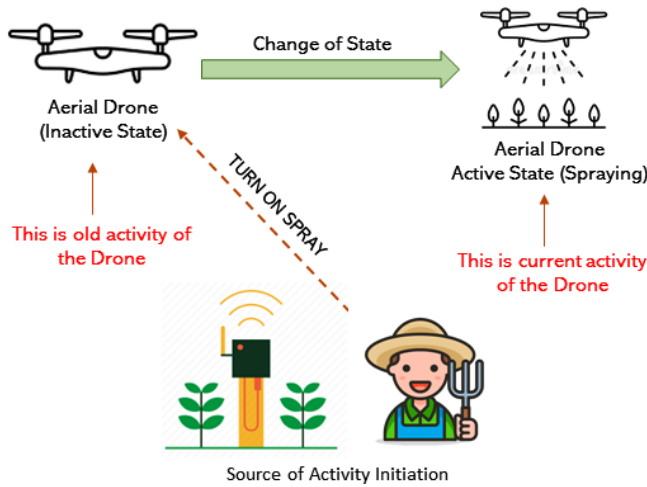 Change of State
Aerial Drone
(Inactive State)
Aerial Drone
Active State (Spraying)
TURN ON SPRAY
This is old activity of
the Drone
This is current activity
of the Drone
Source of Activity Initiation